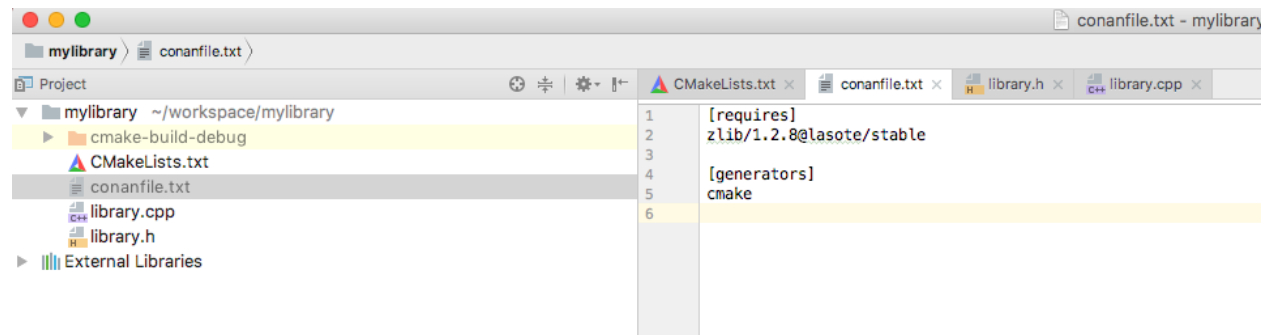 conanfile.txt - mylibrary
mylibrary conanfile.txt
Project
CMakeLists.txt conanfile.txt library.h library.cpp
mylibrary ~/workspace/mylibrary
cmake-build-debug
CMakeLists.txt
conanfile.txt
C++ library.cpp
H library.h
External Libraries
1 [requires]
2 zlib/1.2.8@lasote/stable
3
4 [generators]
5 cmake
6